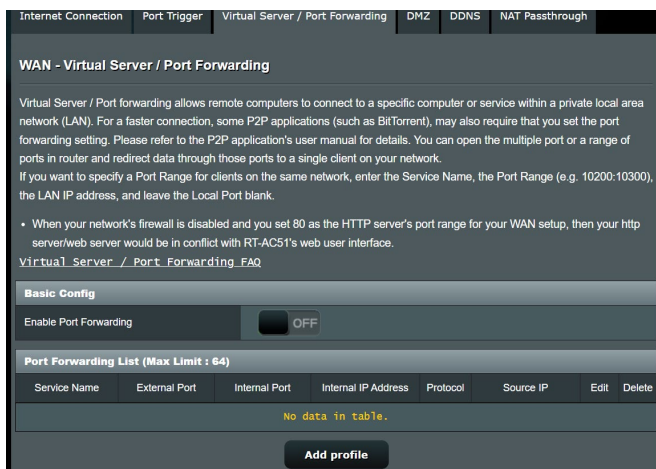 Internet Connection Port Trigger Virtual Server / Port Forwarding DMZ DDNS NAT Passthrough
WAN - Virtual Server / Port Forwarding
Virtual Server / Port forwarding allows remote computers to connect to a specific computer or service within a private local area
network (LAN). For a faster connection, some P2P applications (such as BitTorrent), may also require that you set the port
forwarding setting. Please refer to the P2P application's user manual for details. You can open the multiple port or a range of
ports in router and redirect data through those ports to a single client on your network.
If you want to specify a Port Range for clients on the same network, enter the Service Name, the Port Range (e.g. 10200:10300),
the LAN IP address, and leave the Local Port blank.
• When your network's firewall is disabled and you set 80 as the HTTP server's port range for your WAN setup, then your http
server/web server would be in conflict with RT-AC51's web user interface.
Virtual Server / Port Forwarding FAQ
Basic Config
Enable Port Forwarding OFF
Port Forwarding List (Max Limit : 64)
Service Name External Port Internal Port Internal IP Address Protocol Source IP Edit Delete
No data in table.
Add profile